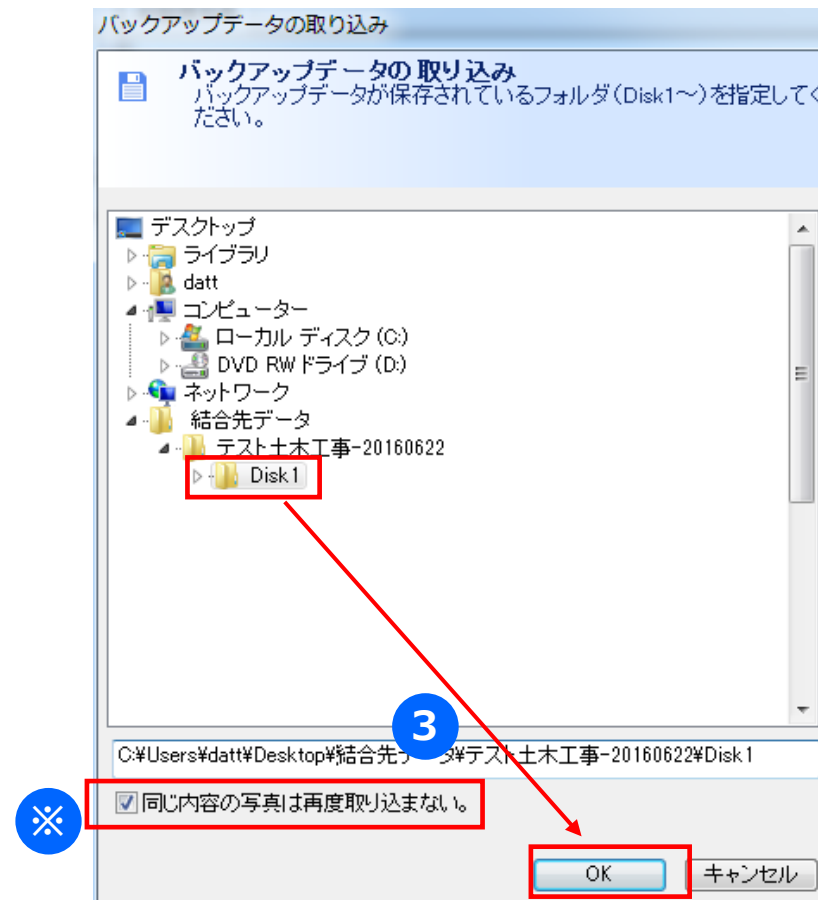 バックアップデータの取り込み
バックアップデータの取り込み
バックアップデータが保存されているフォルダ(Disk1～)を指定してく
ださい。
デスクトップ
ライブラリ
datt
コンピューター
ローカル ディスク (C:)
DVD RW ドライブ (D:)
ネットワーク
結合先データ
テスト土木工事-20160622
Disk1
3
C:¥Users¥datt¥Desktop¥結合先データ¥テスト土木工事-20160622¥Disk1
※
同じ内容の写真は再度取り込まない。
OK
キャンセル